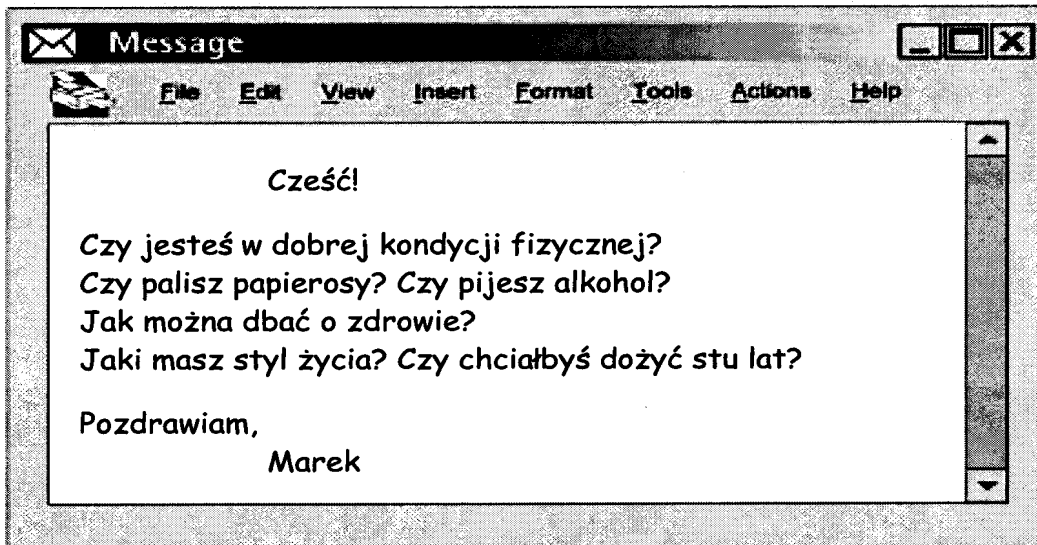 Message
File Edit View Insert Format Tools Actions Help
Cześć!
Czy jesteś w dobrej kondycji fizycznej?
Czy palisz papierosy? Czy pijesz alkohol?
Jak można dbać o zdrowie?
Jaki masz styl życia? Czy chciałbyś dożyć stu lat?
Pozdrawiam,
Marek